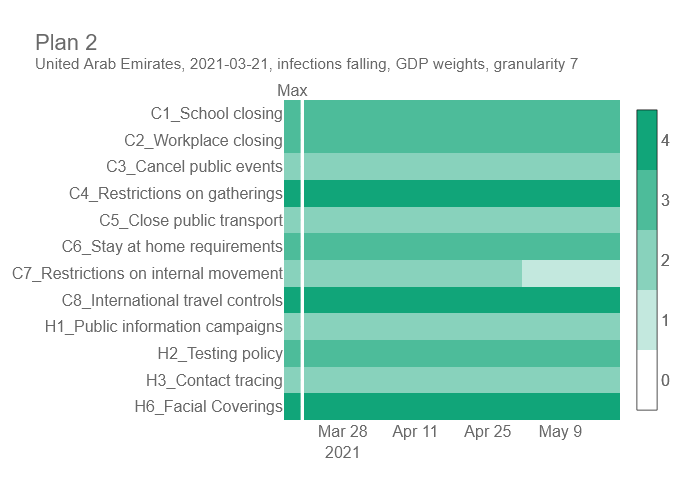 Plan 2
United Arab Emirates, 2021-03-21, infections falling, GDP weights, granularity 7
Max
C1_School closing
C2_Workplace closing
C3_Cancel public events
C4_Restrictions on gatherings
C5_Close public transport
C6_Stay at home requirements
C7_Restrictions on internal movement
C8_International travel controls
H1_Public information campaigns
H2_Testing policy
H3_Contact tracing
H6_Facial Coverings
4
3
2
1
0
Mar 28 Apr 11 Apr 25 May 9
2021